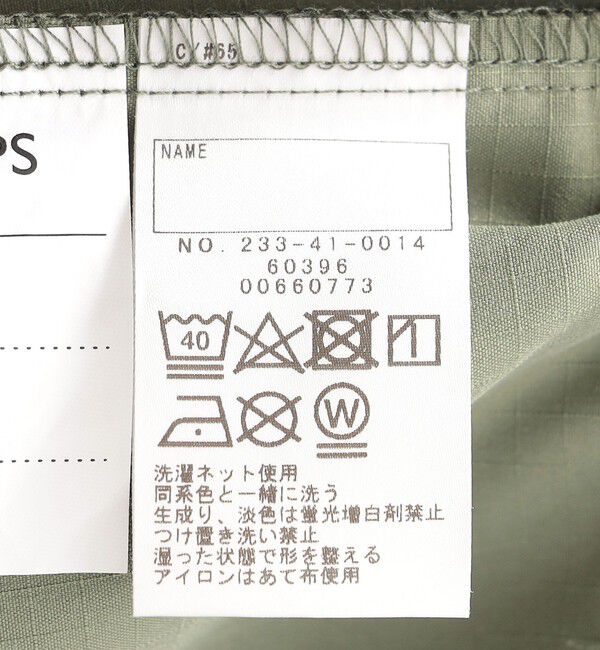 C/#65
PS
NAME
NO. 233-41-0014
60396
00660773
40
W
洗濯ネット使用
同系色と一緒に洗う
生成り、淡色は蛍光増白剤禁止
つけ置き洗い禁止
湿った状態で形を整える
アイロンはあて布使用